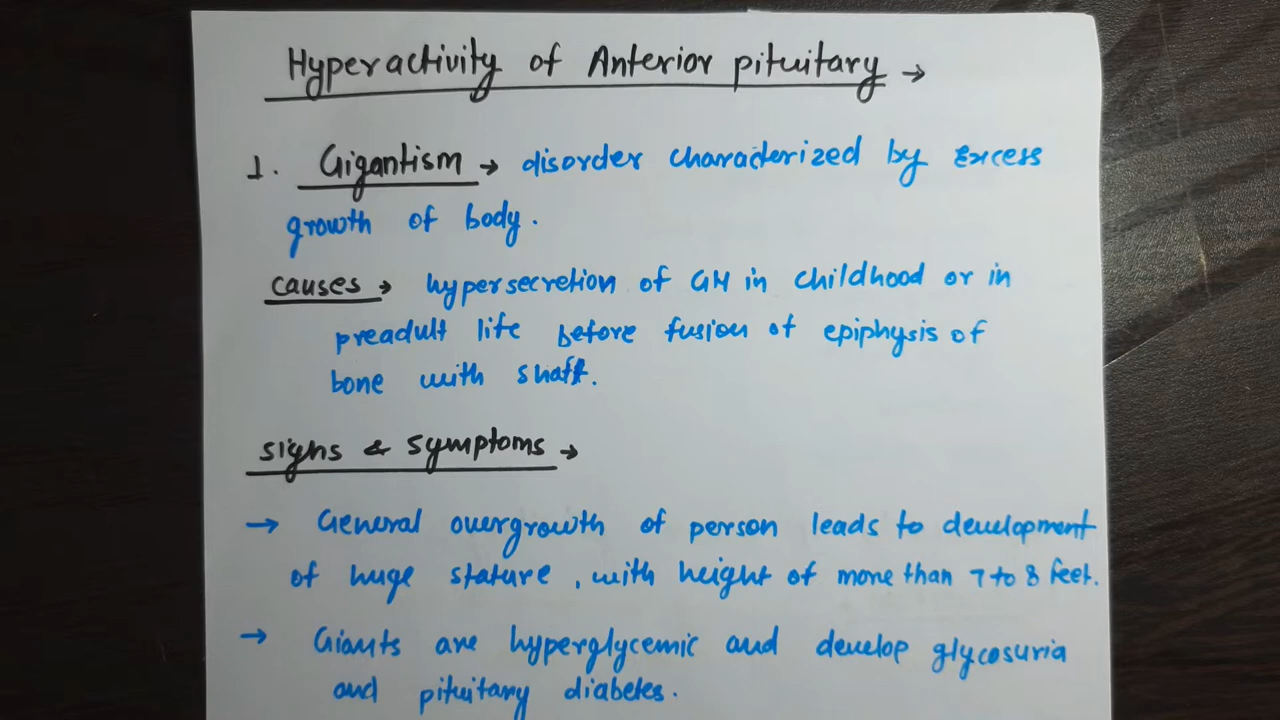 Hyperactivity of Anterior pituitary →
1. Gigantism → disorder characterized by excess
growth of body.
causes → hypersecretion of GH in childhood or in
preadult life before fusion of epiphysis of
bone with shaft.
signs & symptoms →
→ General overgrowth of person leads to development
of huge stature, with height of more than 7 to 8 feet.
→ Giants are hyperglycemic and develop glycosuria
and pituitary diabetes.